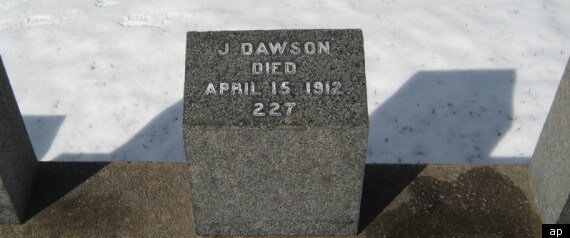 J. DAWSON
DIED
APRIL 15, 1912
227
ap